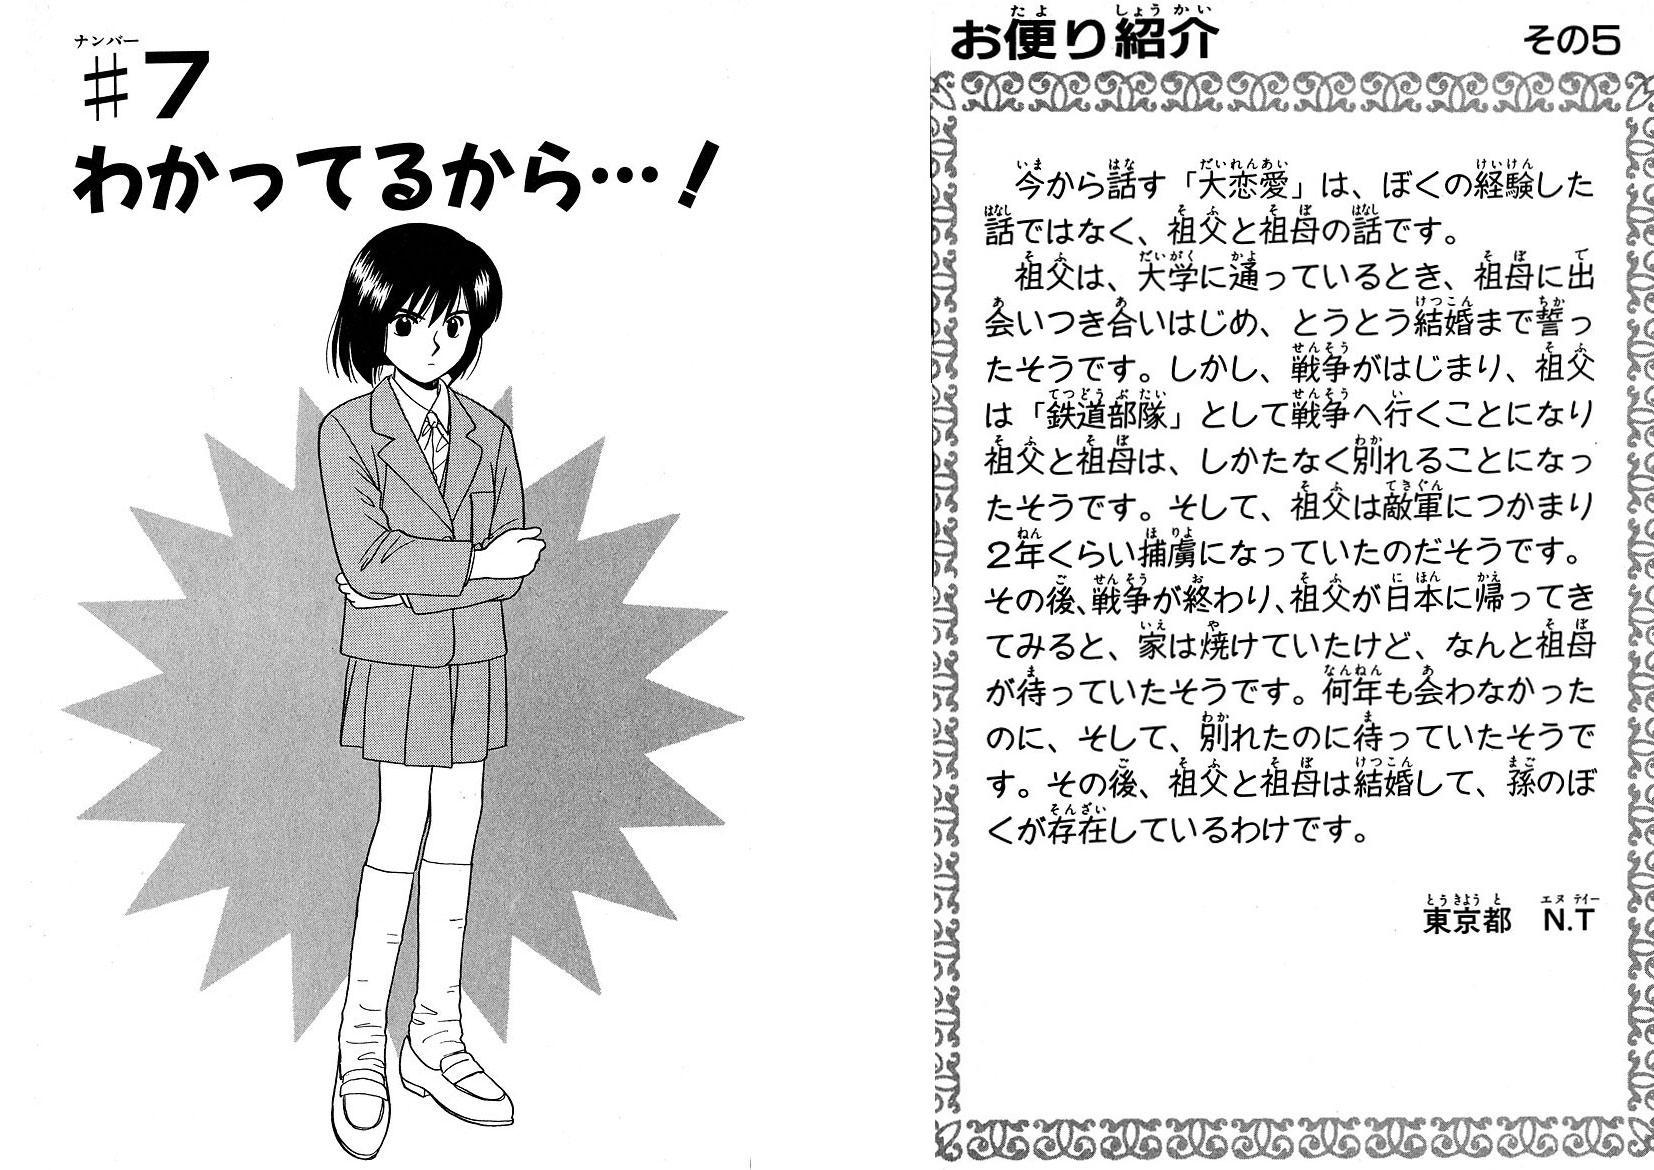 お便り紹介 その5
今から話す「大恋愛」は、ぼくの経験した
話ではなく、祖父と祖母の話です。
祖父は、大学に通っているとき、祖母に出
会いつき合いはじめ、とうとう結婚まで誓っ
たそうです。しかし、戦争がはじまり、祖父
は「鉄道部隊」として戦争へ行くことになり
祖父と祖母は、しかたなく別れることになっ
たそうです。そして、祖父は敵軍につかまり
2年くらい捕虜になっていたのだそうです。
その後、戦争が終わり、祖父が日本に帰ってき
てみると、家は焼けていたけど、なんと祖母
が待っていたそうです。何年も会わなかった
のに、そして、別れたのに待っていたそうで
す。その後、祖父と祖母は結婚して、孫のぼ
くが存在しているわけです。
東京都 N.T
ナンバー
#7
わかってるから…!